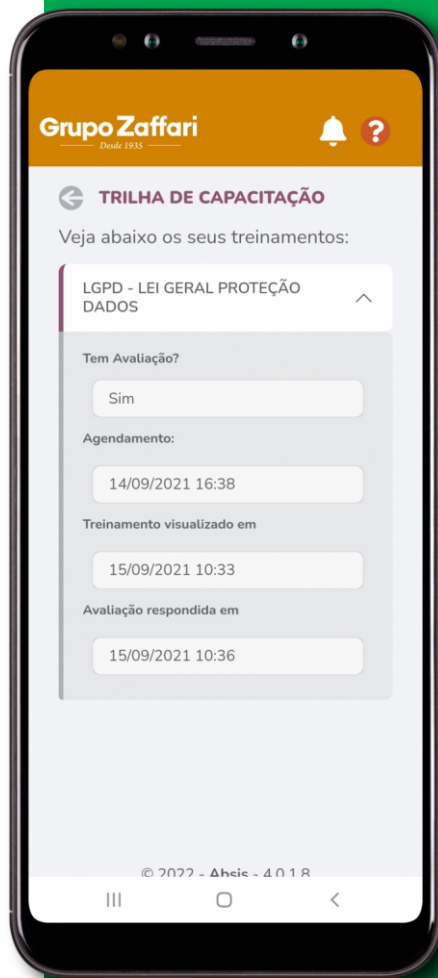 Grupo Zaffari
Desde 1935
?
TRILHA DE CAPACITAÇÃO
Veja abaixo os seus treinamentos:
LGPD - LEI GERAL PROTEÇÃO
DADOS
Tem Avaliação?
Sim
Agendamento:
14/09/2021 16:38
Treinamento visualizado em
15/09/2021 10:33
Avaliação respondida em
15/09/2021 10:36
© 2022 - Absis - 4.0.1.8